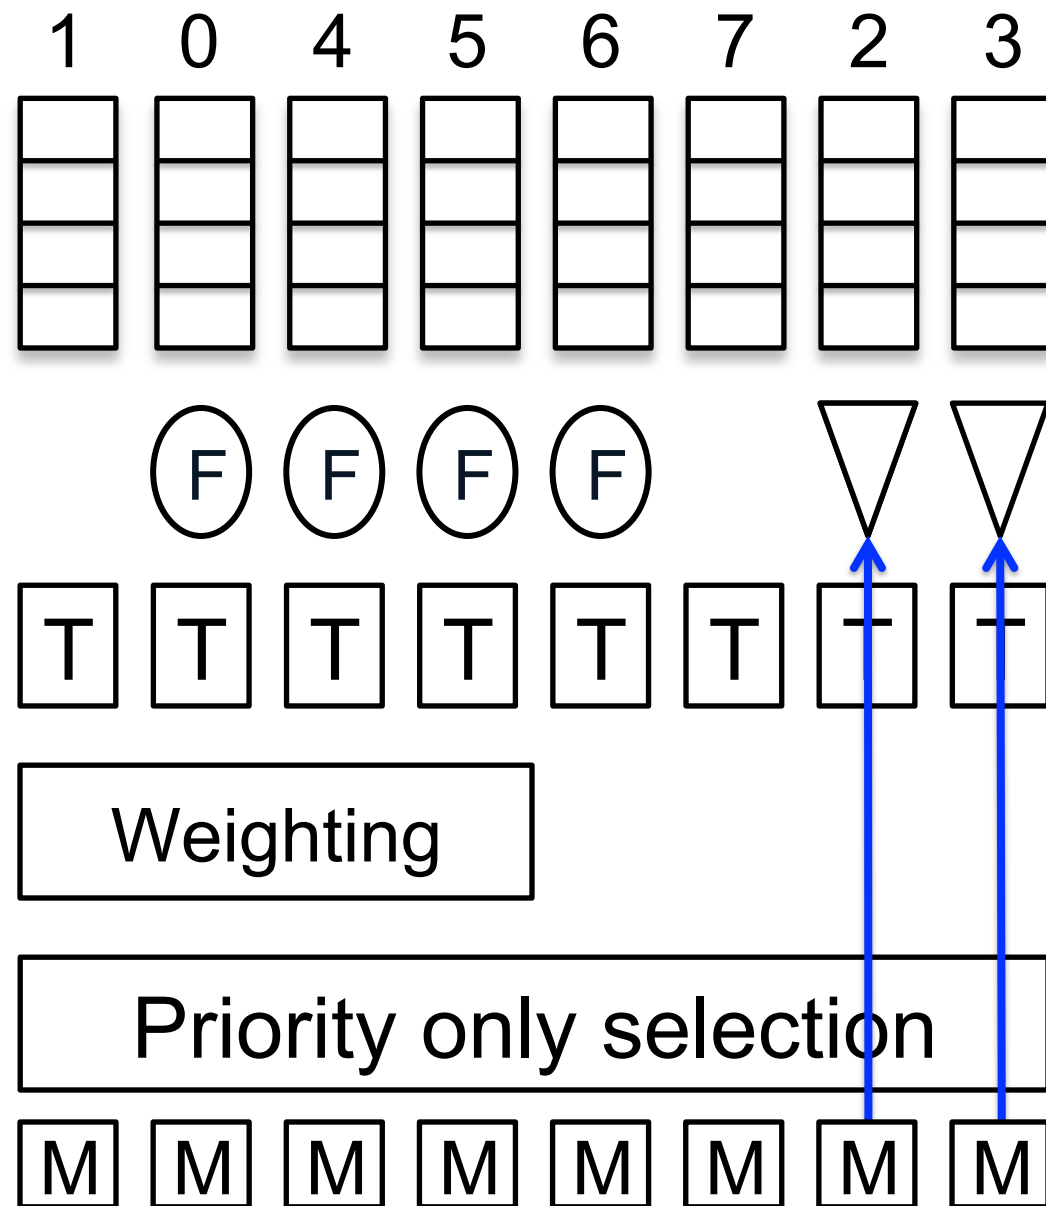 1 0 4 5 6 7 2 3
F F F F
T T T T T T T T
Weighting
Priority only selection
M M M M M M M M